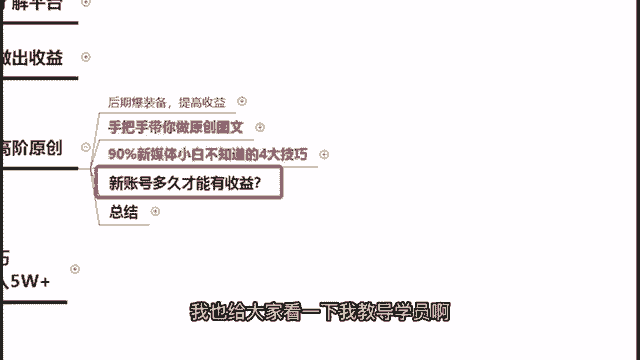 了解平台
做出收益
后期爆装备，提高收益
手把手带你做原创图文
高阶原创
90%新媒体小白不知道的4大技巧
新账号多久才能有收益?
总结
巧
入5W+
我也给大家看一下我教导学员啊